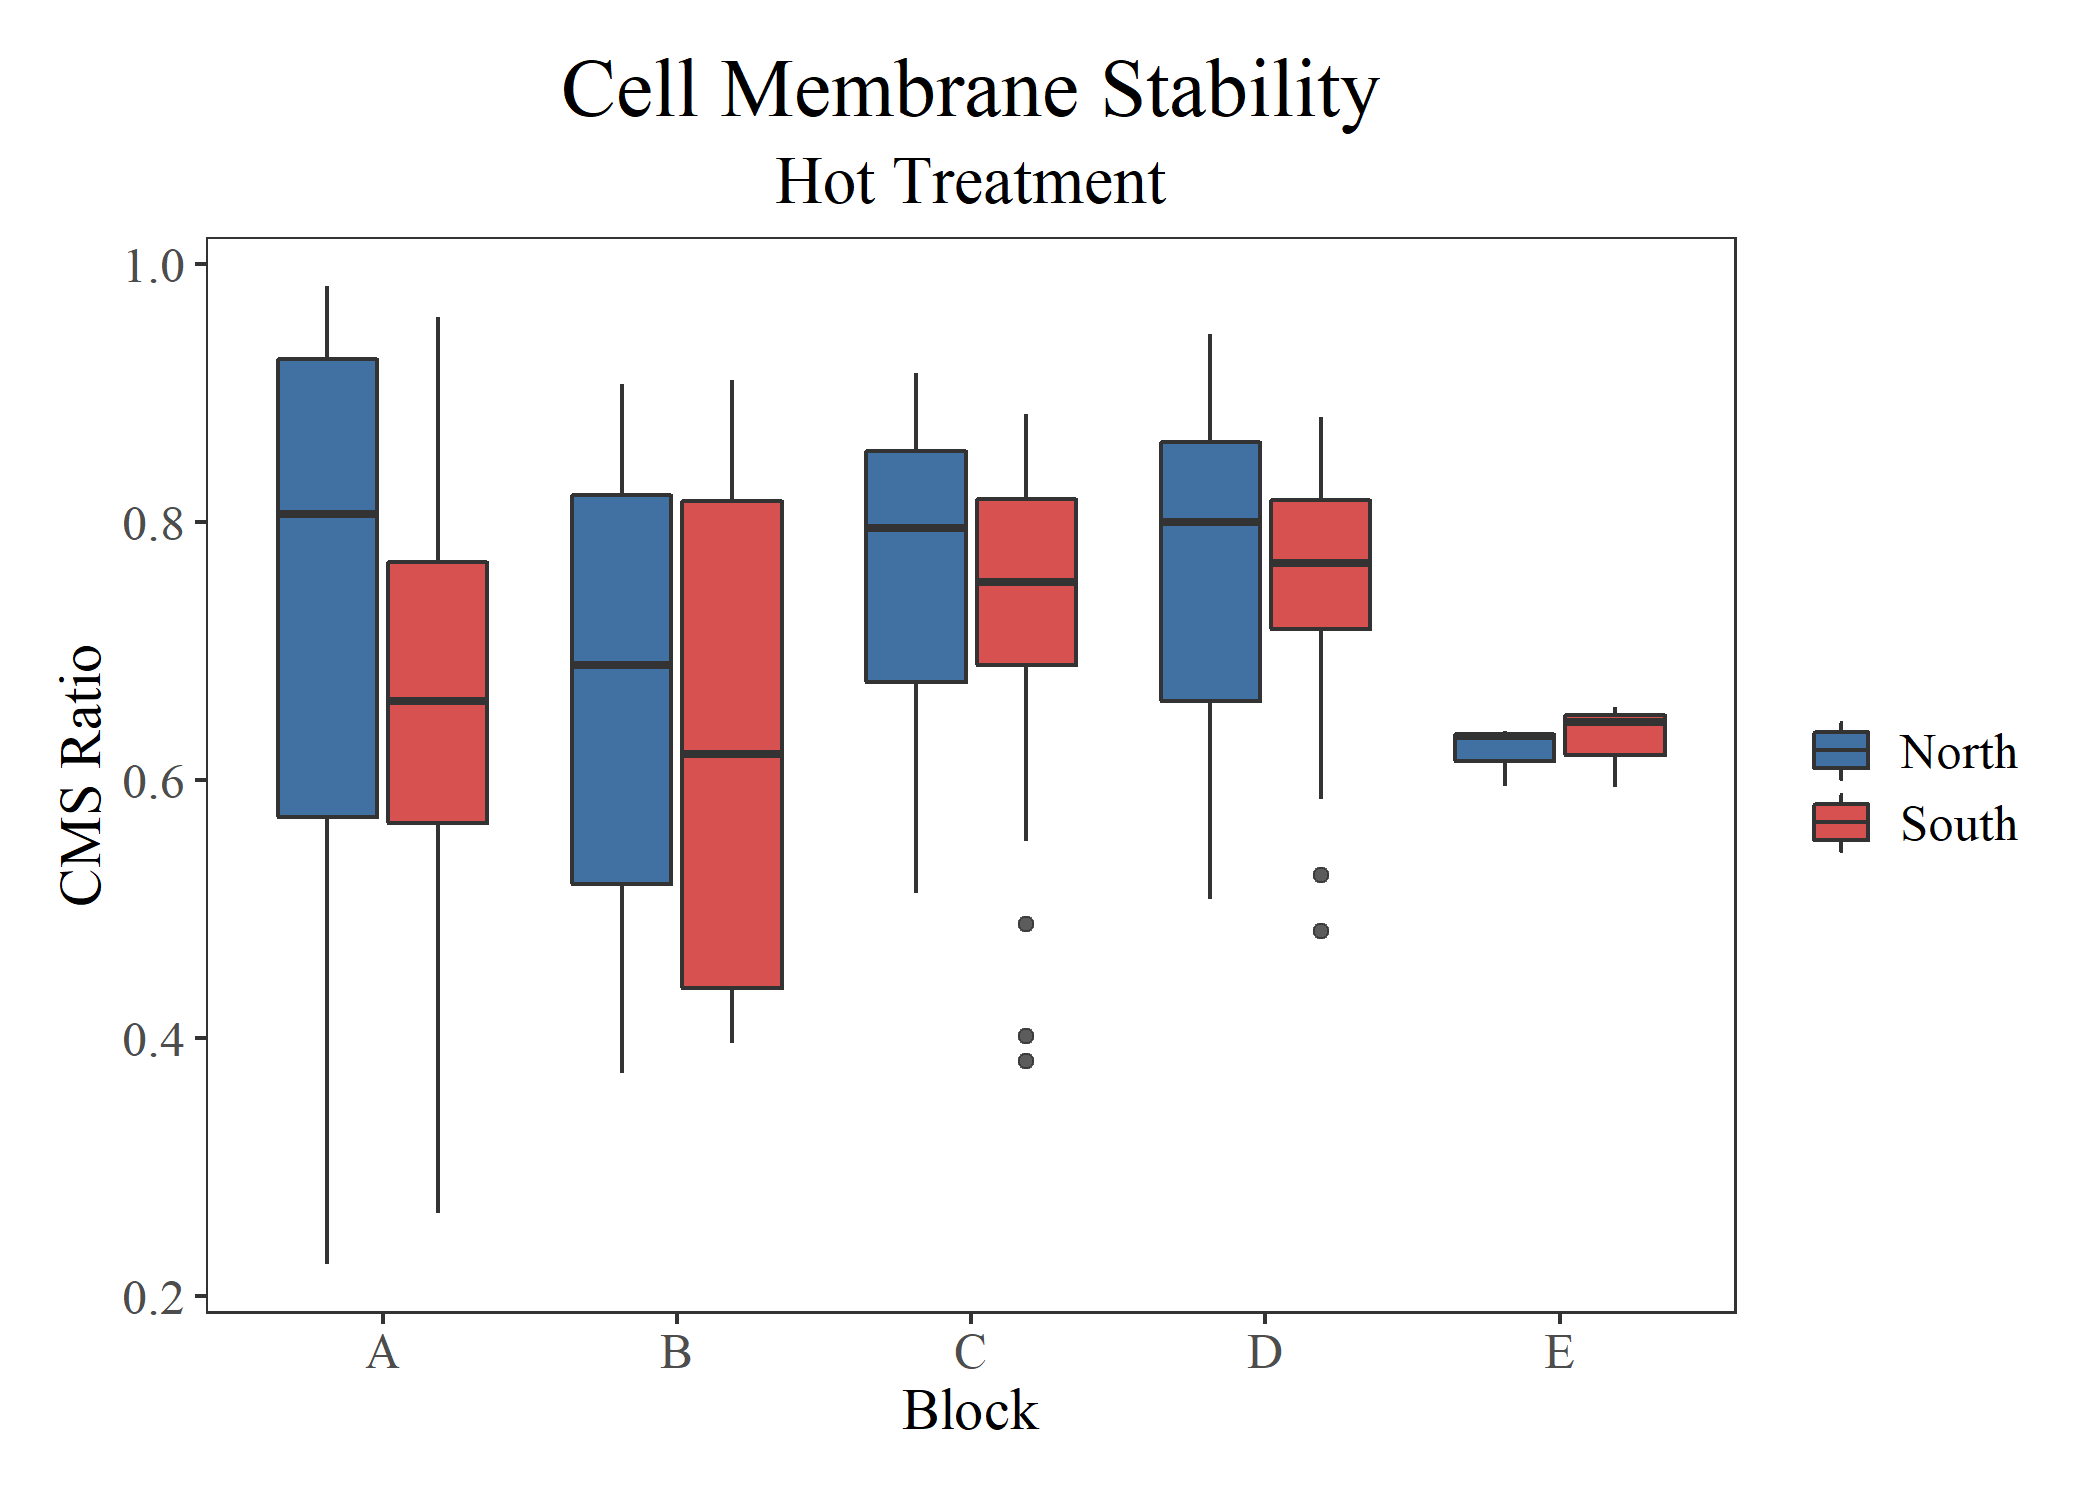 Cell Membrane Stability
Hot Treatment
CMS Ratio
1.0
0.8
0.6
0.4
0.2
A B C D E
Block
North
South